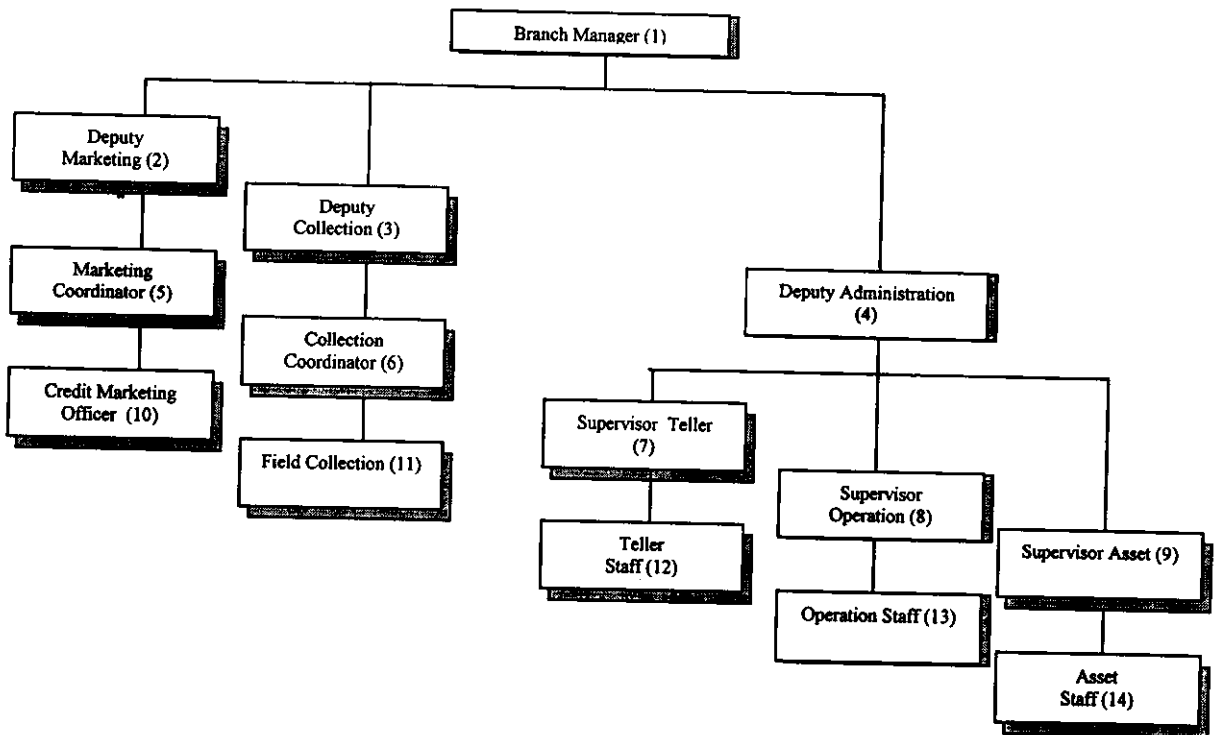 Branch Manager (1)
Deputy
Marketing (2)
Deputy
Collection (3)
Marketing
Coordinator (5)
Deputy Administration
(4)
Collection
Coordinator (6)
Credit Marketing
Officer (10)
Supervisor Teller
(7)
Field Collection (11)
Supervisor
Operation (8)
Teller
Staff (12)
Supervisor Asset (9)
Operation Staff (13)
Asset
Staff (14)